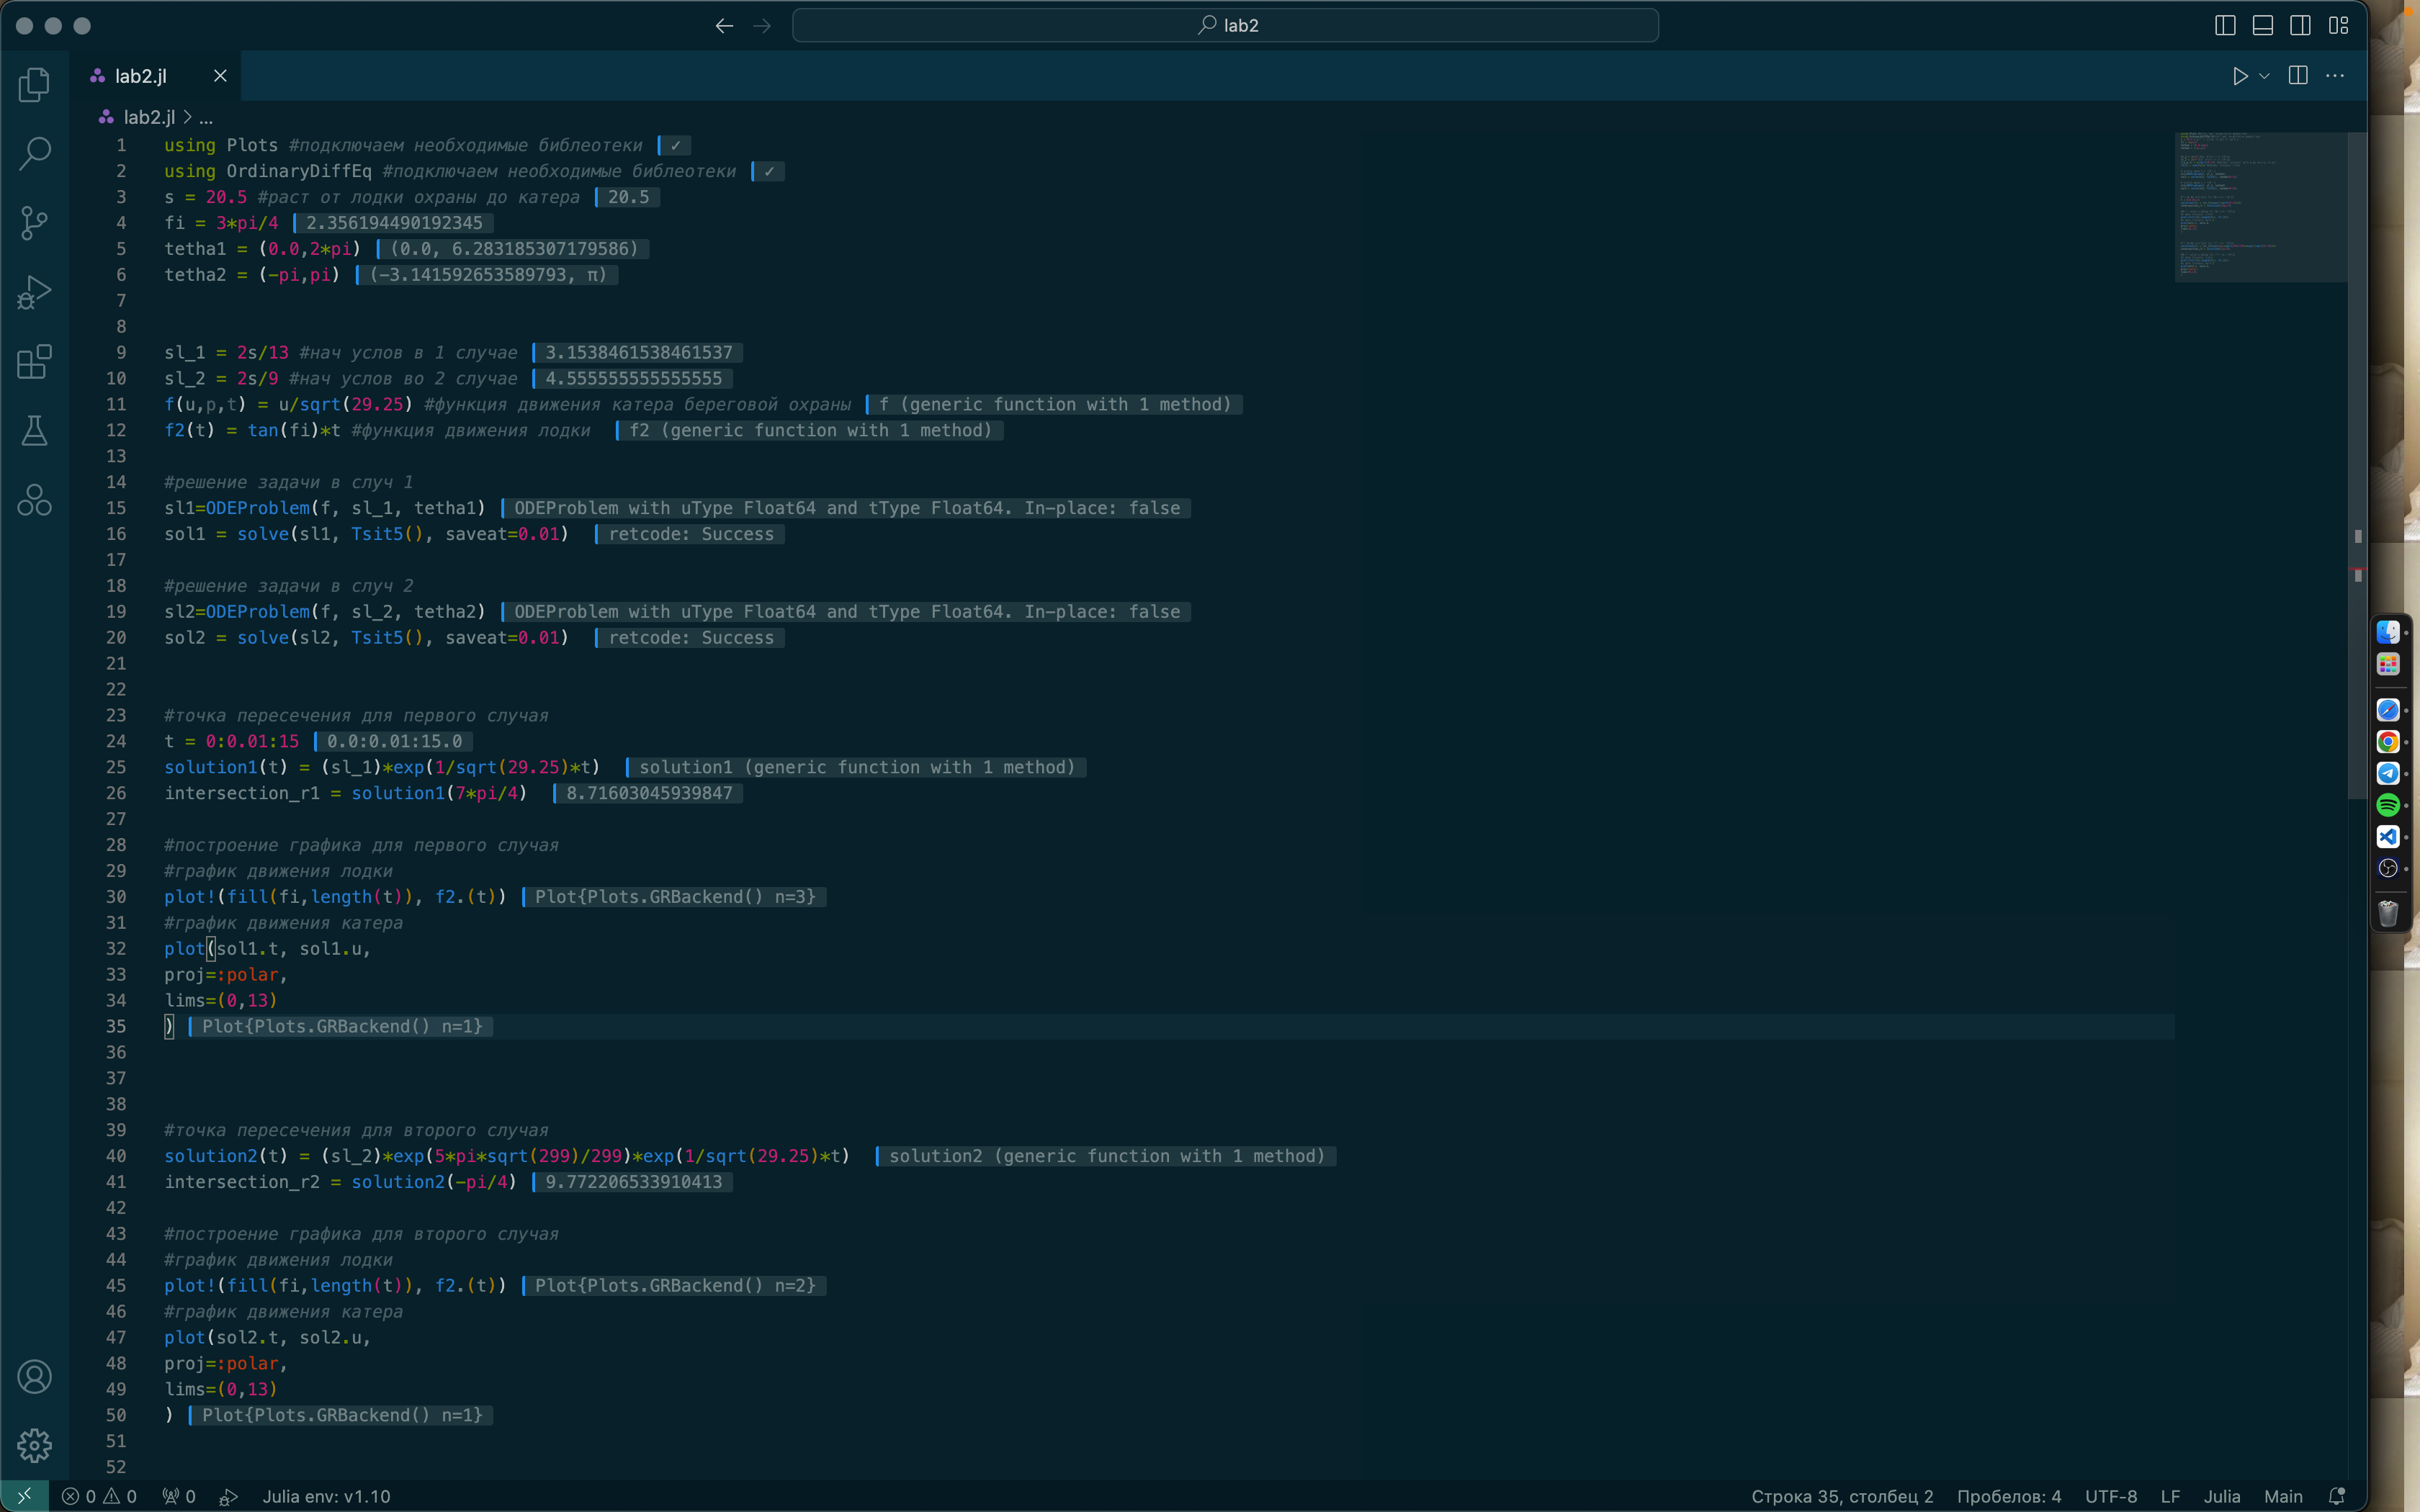 lab2
lab2.jl
lab2.jl > ...
1 using Plots #подключаем необходимые библеотеки ✓
2 using OrdinaryDiffEq #подключаем необходимые библеотеки ✓
3 s = 20.5 #раст от лодки охраны до катера 20.5
4 fi = 3*pi/4 2.356194490192345
5 tetha1 = (0.0,2*pi) (0.0, 6.283185307179586)
6 tetha2 = (-pi,pi) (-3.141592653589793, π)
7
8
9 sl_1 = 2s/13 #нач услов в 1 случае 3.1538461538461537
10 sl_2 = 2s/9 #нач услов во 2 случае 4.555555555555555
11 f(u,p,t) = u/sqrt(29.25) #функция движения катера береговой охраны f (generic function with 1 method)
12 f2(t) = tan(fi)*t #функция движения лодки f2 (generic function with 1 method)
13
14 #решение задачи в случ 1
15 sl1=ODEProblem(f, sl_1, tetha1) ODEProblem with uType Float64 and tType Float64. In-place: false
16 sol1 = solve(sl1, Tsit5(), saveat=0.01) retcode: Success
17
18 #решение задачи в случ 2
19 sl2=ODEProblem(f, sl_2, tetha2) ODEProblem with uType Float64 and tType Float64. In-place: false
20 sol2 = solve(sl2, Tsit5(), saveat=0.01) retcode: Success
21
22
23 #точка пересечения для первого случая
24 t = 0:0.01:15 0.0:0.01:15.0
25 solution1(t) = (sl_1)*exp(1/sqrt(29.25)*t) solution1 (generic function with 1 method)
26 intersection_r1 = solution1(7*pi/4) 8.71603045939847
27
28 #построение графика для первого случая
29 #график движения лодки
30 plot!(fill(fi,length(t)), f2.(t)) Plot{Plots.GRBackend() n=3}
31 #график движения катера
32 plot(sol1.t, sol1.u,
33 proj=:polar,
34 lims=(0,13)
35 ) Plot{Plots.GRBackend() n=1}
36
37
38
39 #точка пересечения для второго случая
40 solution2(t) = (sl_2)*exp(5*pi*sqrt(299)/299)*exp(1/sqrt(29.25)*t) solution2 (generic function with 1 method)
41 intersection_r2 = solution2(-pi/4) 9.772206533910413
42
43 #построение графика для второго случая
44 #график движения лодки
45 plot!(fill(fi,length(t)), f2.(t)) Plot{Plots.GRBackend() n=2}
46 #график движения катера
47 plot(sol2.t, sol2.u,
48 proj=:polar,
49 lims=(0,13)
50 ) Plot{Plots.GRBackend() n=1}
51
52
0 0 0 Julia env: v1.10 Строка 35, столбец 2 Пробелов: 4 UTF-8 LF Julia Main